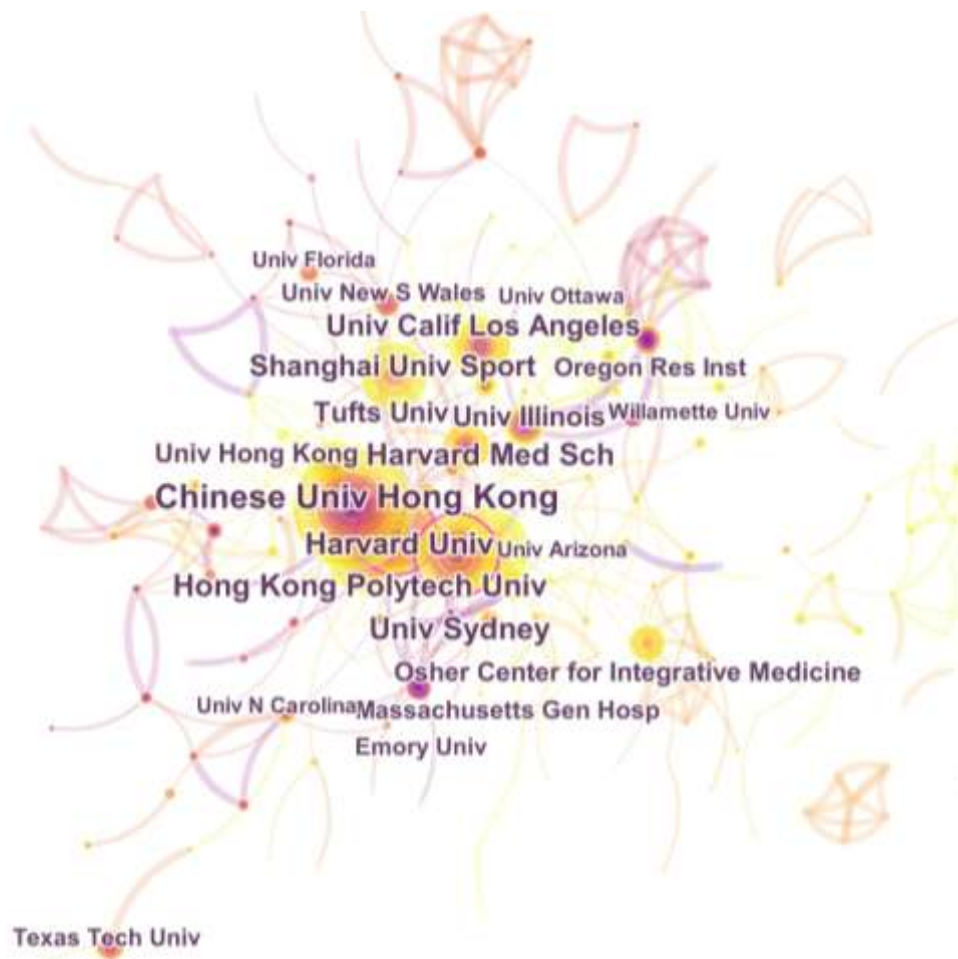 Univ Florida
Univ New S Wales Univ Ottawa
Univ Calif Los Angeles
Shanghai Univ Sport Oregon Res Inst
Tufts Univ Univ Illinois Willamette Univ
Univ Hong Kong Harvard Med Sch
Chinese Univ Hong Kong
Harvard Univ Univ Arizona
Hong Kong Polytech Univ
Univ Sydney
Osher Center for Integrative Medicine
Univ N Carolina Massachusetts Gen Hosp
Emory Univ
Texas Tech Univ